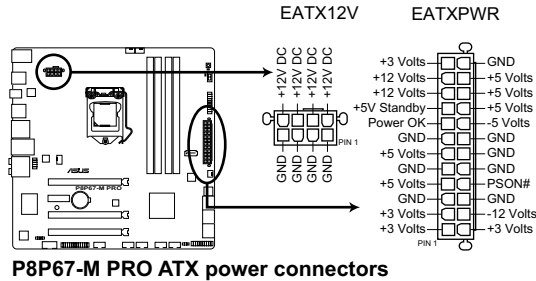 EATX12V
EATXPWR
+12V DC
+12V DC
+12V DC
+12V DC
PIN 1
GND
GND
GND
GND
+3 Volts GND
+12 Volts +5 Volts
+12 Volts +5 Volts
+5V Standby +5 Volts
Power OK -5 Volts
GND GND
+5 Volts GND
GND GND
+5 Volts PSON#
GND GND
+3 Volts -12 Volts
+3 Volts +3 Volts
PIN 1
ASUS
P8P67-M PRO
P8P67-M PRO ATX power connectors